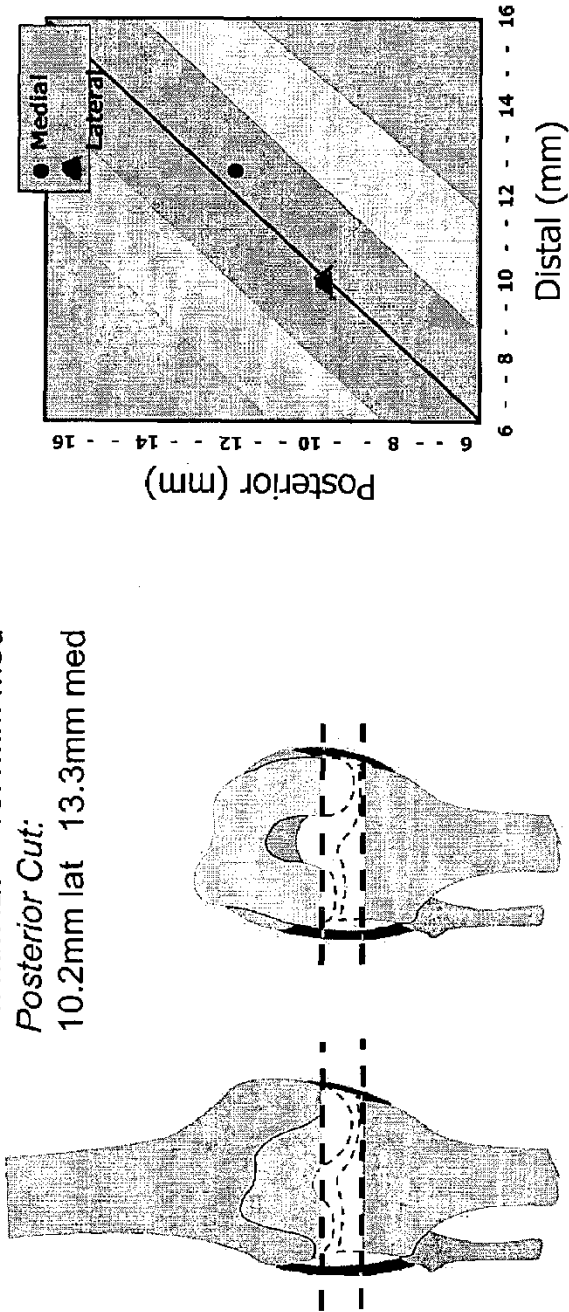 Posterior Cut:
10.2mm lat 13.3mm med
Medial
Lateral
Posterior (mm)
6 - - 8 - - 10 - - 12 - - 14 - - 16
6 - - 8 - - 10 - - 12 - - 14 - - 16
Distal (mm)